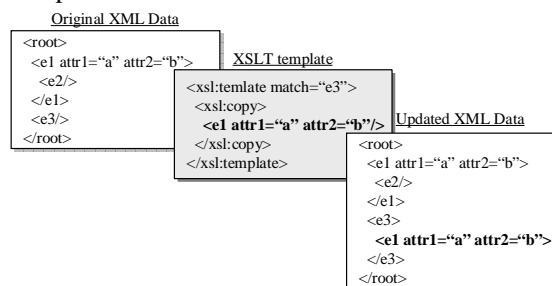 Original XML Data
<root>
<e1 attr1=“a” attr2=“b”>
<e2/>
</e1>
<e3/>
</root>
XSLT template
<xsl:temlate match=“e3”>
<xsl:copy>
<e1 attr1=“a” attr2=“b”/>
</xsl:copy>
</xsl:template>
Updated XML Data
<root>
<e1 attr1=“a” attr2=“b”>
<e2/>
</e1>
<e3>
<e1 attr1=“a” attr2=“b”>
</e3>
</root>